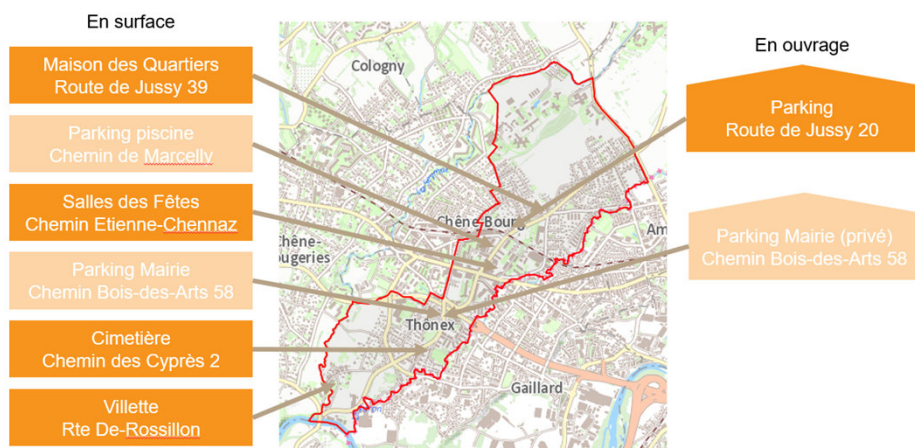 En surface
Maison des Quartiers
Route de Jussy 39
Parking piscine
Chemin de Marcelly
Salles des Fêtes
Chemin Etienne-Chennaz
Parking Mairie
Chemin Bois-des-Arts 58
Cimetière
Chemin des Cyprès 2
Villette
Rte De-Rossillon
Cologny
Chêne-Bourg
Chêne-
ougeries
Am
Thônex
Gaillard
En ouvrage
Parking
Route de Jussy 20
Parking Mairie (privé)
Chemin Bois-des-Arts 58